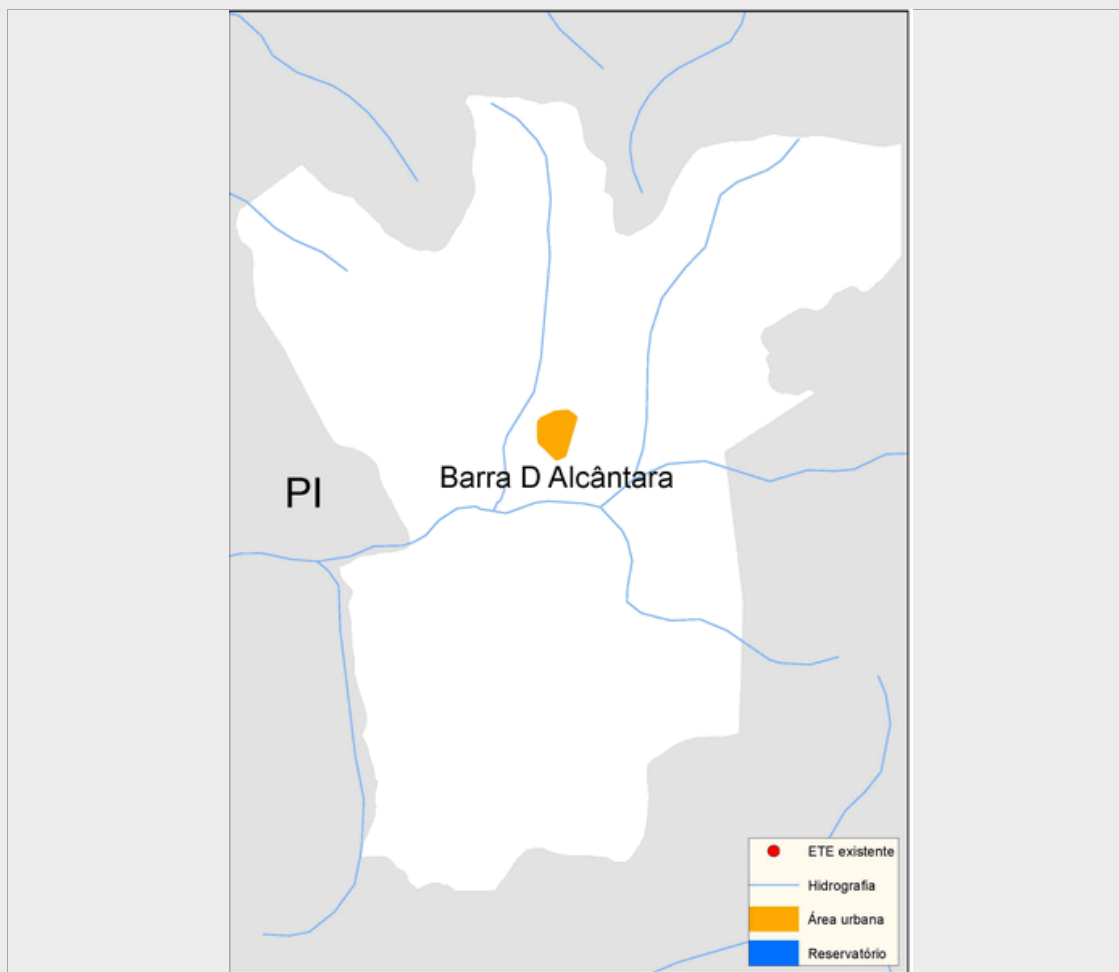 Barra D Alcântara
PI
ETE existente
Hidrografia
Área urbana
Reservatório